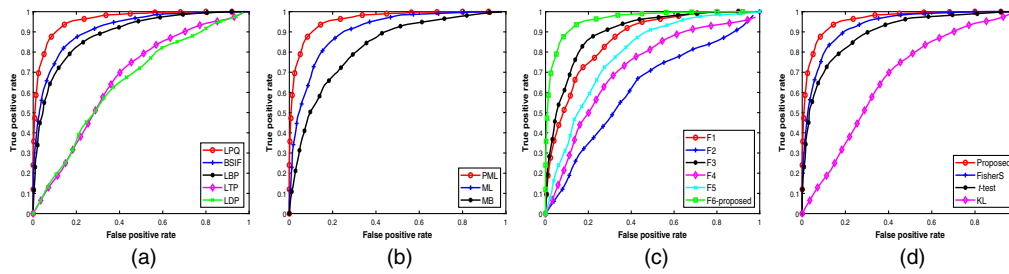 True positive rate
1
0.9
0.8
0.7
0.6
0.5
0.4
0.3
0.2
0.1
0
0 0.2 0.4 0.6 0.8 1
False positive rate
LPQ
BSIF
LBP
LTP
LDP
(a)
True positive rate
1
0.9
0.8
0.7
0.6
0.5
0.4
0.3
0.2
0.1
0
0 0.2 0.4 0.6 0.8 1
False positive rate
PML
ML
MB
(b)
True positive rate
1
0.9
0.8
0.7
0.6
0.5
0.4
0.3
0.2
0.1
0
0 0.2 0.4 0.6 0.8 1
False positive rate
F1
F2
F3
F4
F5
F6-proposed
(c)
True positive rate
1
0.9
0.8
0.7
0.6
0.5
0.4
0.3
0.2
0.1
0
0 0.2 0.4 0.6 0.8
False positive rate
Proposed
FisherS
t-test
KL
(d)